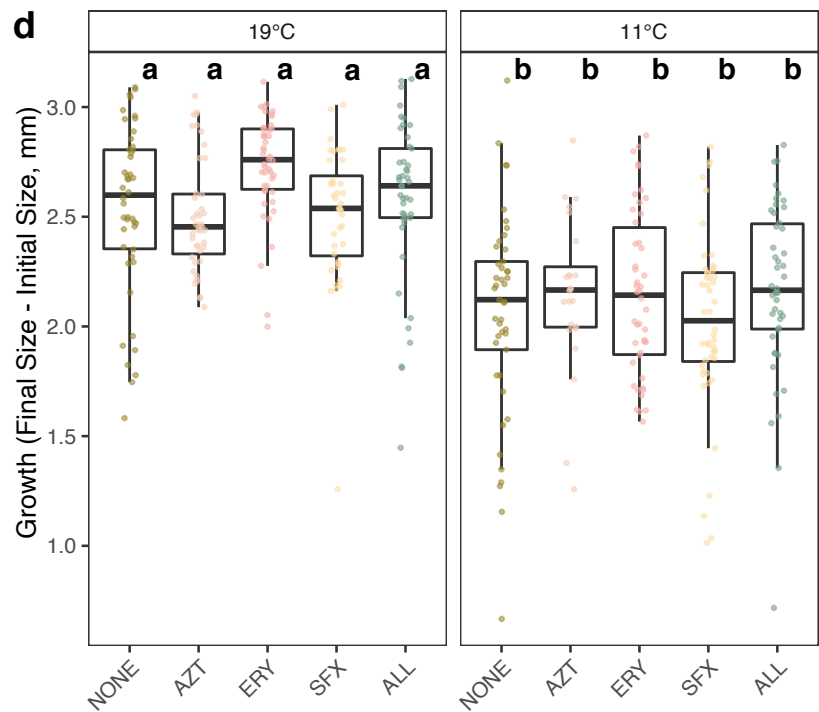 d
19°C
11°C
a a a a a
b b b b b
Growth (Final Size - Initial Size, mm)
3.0
2.5
2.0
1.5
1.0
NONE AZT ERY SFX ALL
NONE AZT ERY SFX ALL